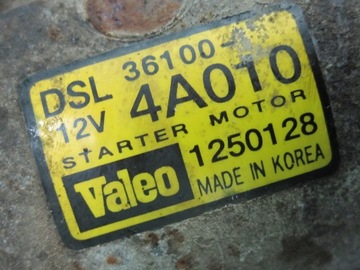 DSL 36100-
12V 4A010
STARTER MOTOR
Valeo 1250128
MADE IN KOREA